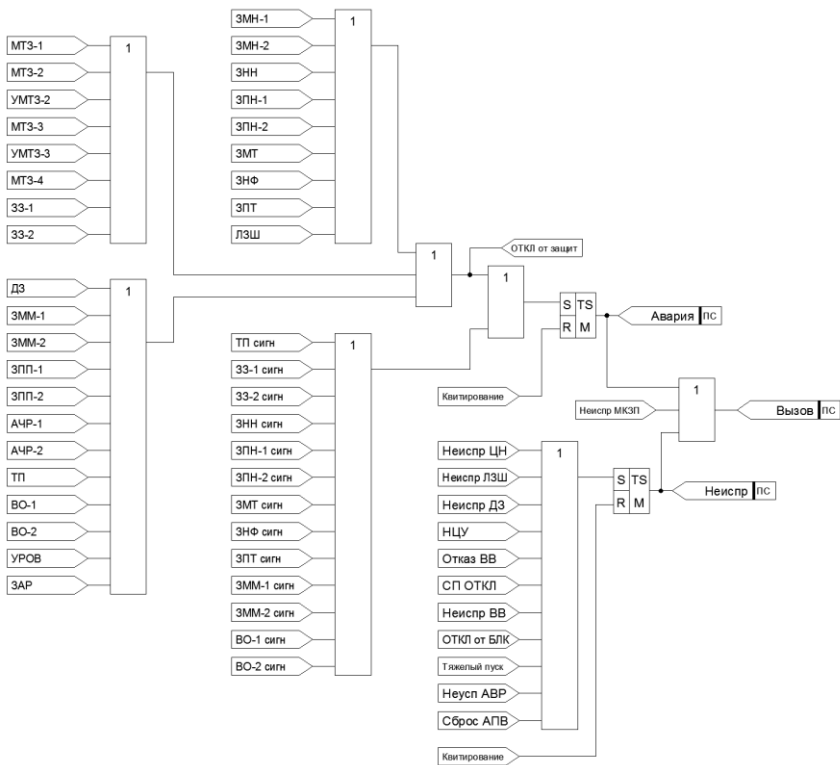 МТЗ-1
МТЗ-2
УМТЗ-2
МТЗ-3
УМТЗ-3
МТЗ-4
ЗЗ-1
ЗЗ-2
1
ЗМН-1
ЗМН-2
ЗНН
ЗПН-1
ЗПН-2
ЗМТ
ЗНФ
ЗПТ
ЛЗШ
1
ДЗ
ЗММ-1
ЗММ-2
ЗПП-1
ЗПП-2
АЧР-1
АЧР-2
ТП
ВО-1
ВО-2
УРОВ
ЗАР
1
1
ОТКЛ от защит
1
ТП сигн
ЗЗ-1 сигн
ЗЗ-2 сигн
ЗНН сигн
ЗПН-1 сигн
ЗПН-2 сигн
ЗМТ сигн
ЗНФ сигн
ЗПТ сигн
ЗММ-1 сигн
ЗММ-2 сигн
ВО-1 сигн
ВО-2 сигн
1
Квитирование
S TS
R M
Авария ПС
Неиспр МКЗП
1
Вызов ПС
Неиспр ЦН
Неиспр ЛЗШ
Неиспр ДЗ
НЦУ
Отказ ВВ
СП ОТКЛ
Неиспр ВВ
ОТКЛ от БЛК
Тяжелый пуск
Неусп АВР
Сброс АПВ
1
Квитирование
S TS
R M
Неиспр ПС